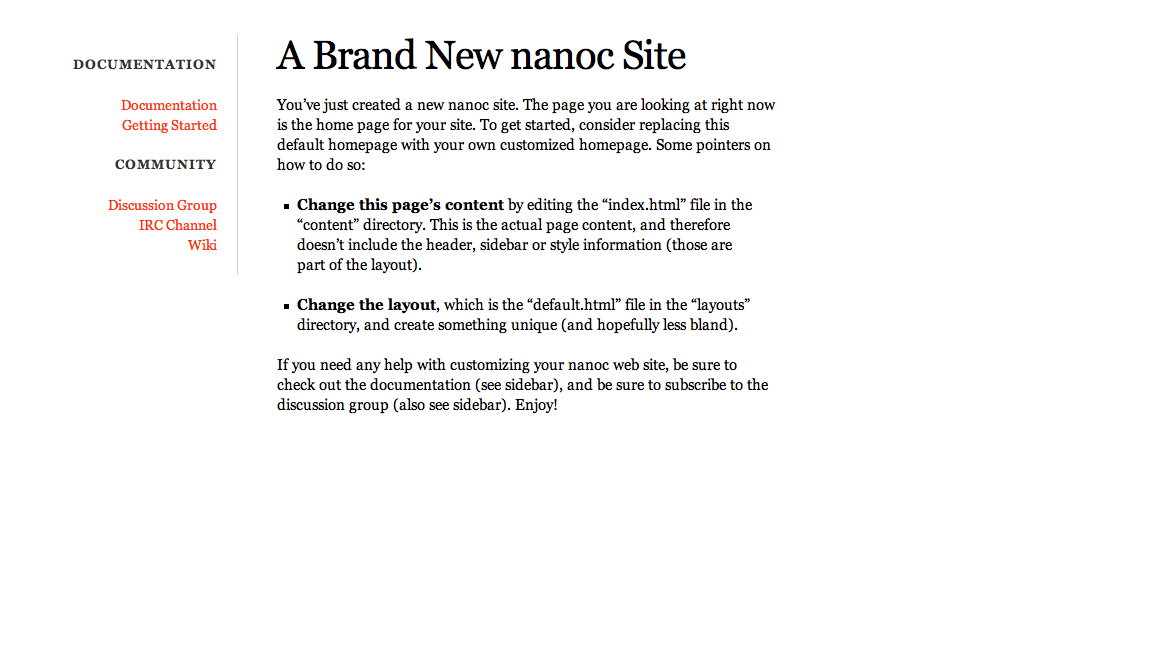 DOCUMENTATION
Documentation
Getting Started
COMMUNITY
Discussion Group
IRC Channel
Wiki
A Brand New nanoc Site
You’ve just created a new nanoc site. The page you are looking at right now
is the home page for your site. To get started, consider replacing this
default homepage with your own customized homepage. Some pointers on
how to do so:
▪ Change this page’s content by editing the “index.html” file in the
“content” directory. This is the actual page content, and therefore
doesn’t include the header, sidebar or style information (those are
part of the layout).
▪ Change the layout, which is the “default.html” file in the “layouts”
directory, and create something unique (and hopefully less bland).
If you need any help with customizing your nanoc web site, be sure to
check out the documentation (see sidebar), and be sure to subscribe to the
discussion group (also see sidebar). Enjoy!